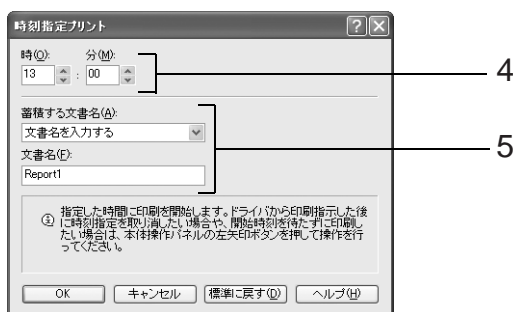 時刻指定プリント
時(O):　分(M):
13 : 00
4
蓄積する文書名(A):
文書名を入力する
5
文書名(F):
Report1
指定した時間に印刷を開始します。ドライバから印刷指示した後
に時刻指定を取り消したい場合や、開始時刻を待たずに印刷し
たい場合は、本体操作パネルの左矢印ボタンを押して操作を行
ってください。
OK　キャンセル　標準に戻す(D)　ヘルプ(H)